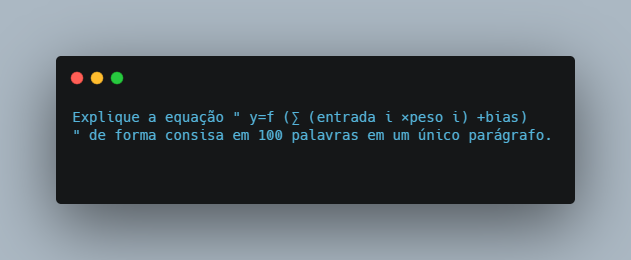 Explique a equação " y=f (∑ (entrada i ×peso i) +bias)
" de forma consisa em 100 palavras em um único parágrafo.